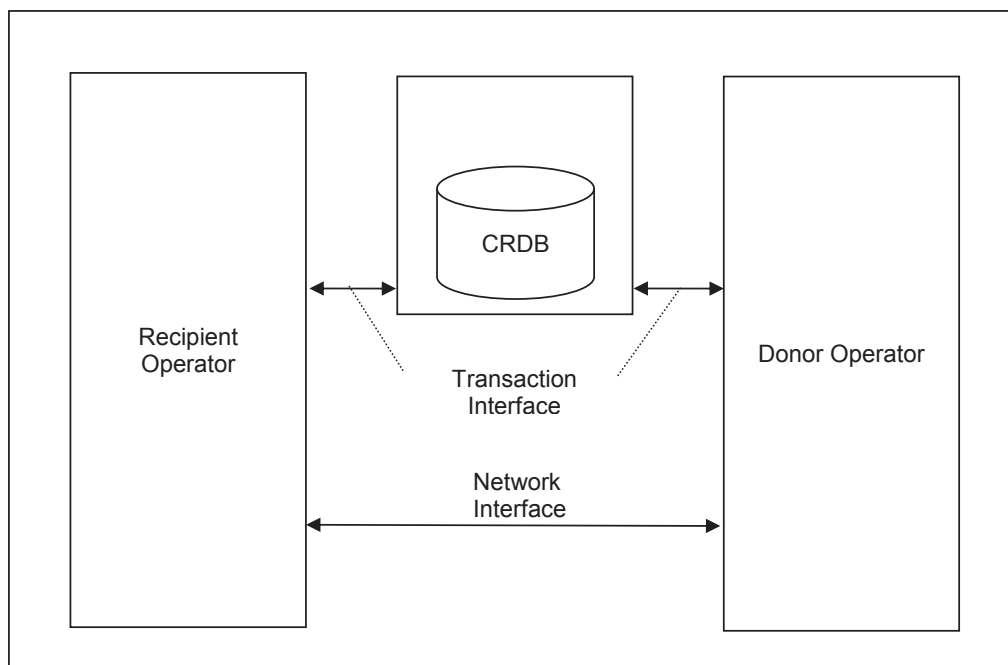 CRDB
Recipient
Operator
Donor Operator
Transaction
Interface
Network
Interface